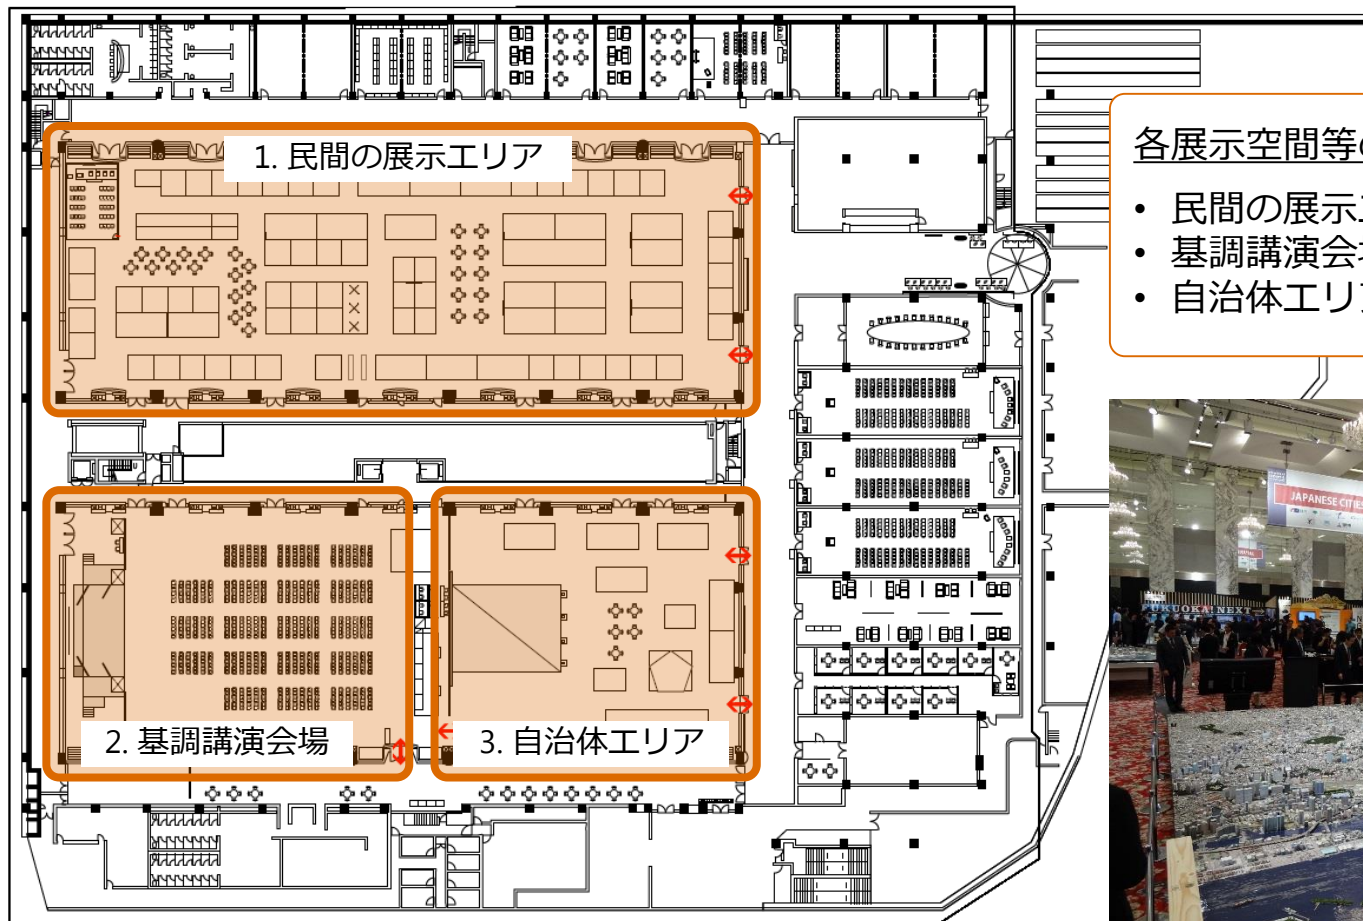 1. 民間の展示エリア
2. 基調講演会場
3. 自治体エリア
各展示空間等
• 民間の展示
• 基調講演会
• 自治体エリ
JAPANESE CITIES
FUKUOKA! NEXT